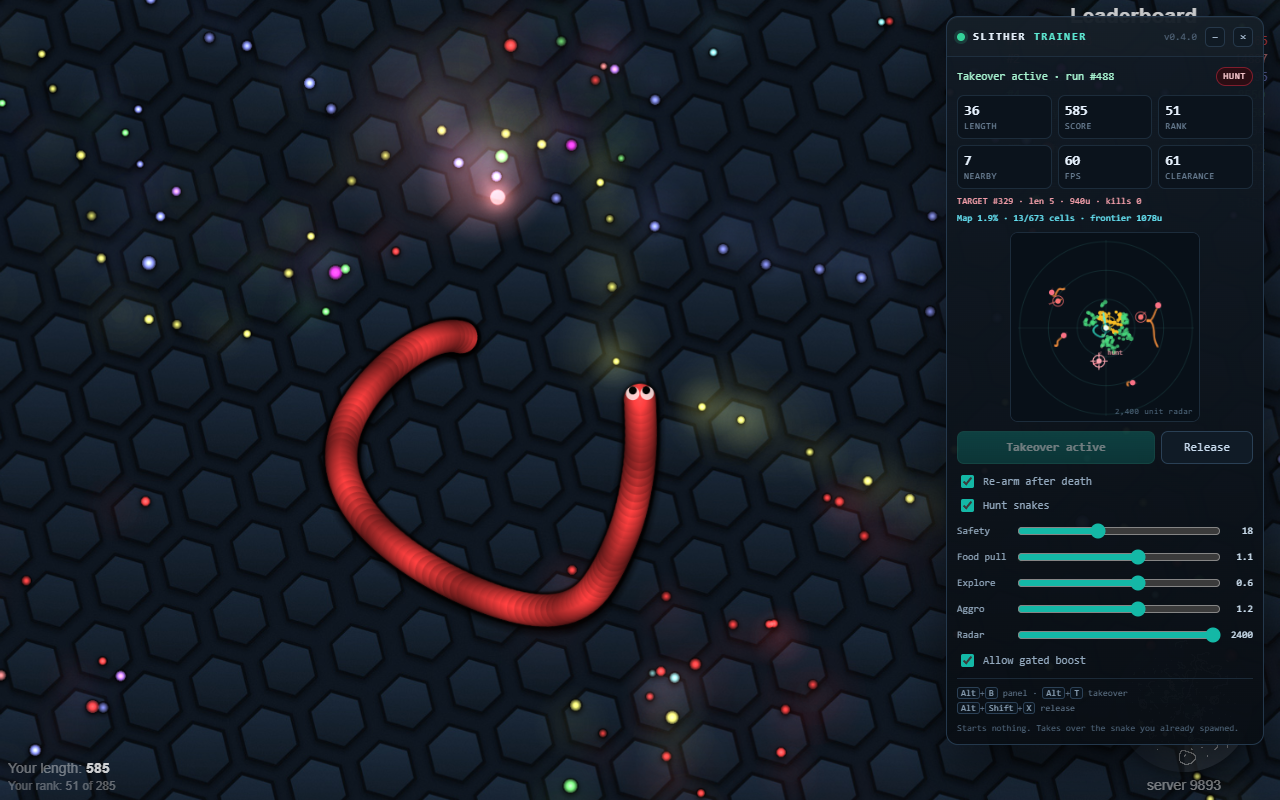 Leaderboard
SLITHER TRAINER v0.4.0 – ×
Takeover active · run #488 HUNT
36 585 51
LENGTH SCORE RANK
7 60 61
NEARBY FPS CLEARANCE
TARGET #329 · len 5 · 940u · kills 0
Map 1.9% · 13/673 cells · frontier 1078u
hunt
2,400 unit radar
Takeover active Release
Re-arm after death
Hunt snakes
Safety 18
Food pull 1.1
Explore 0.6
Aggro 1.2
Radar 2400
Allow gated boost
Alt+B panel · Alt+T takeover
Alt+Shift+X release
Starts nothing. Takes over the snake you already spawned.
Your length: 585
Your rank: 51 of 285
server 9893